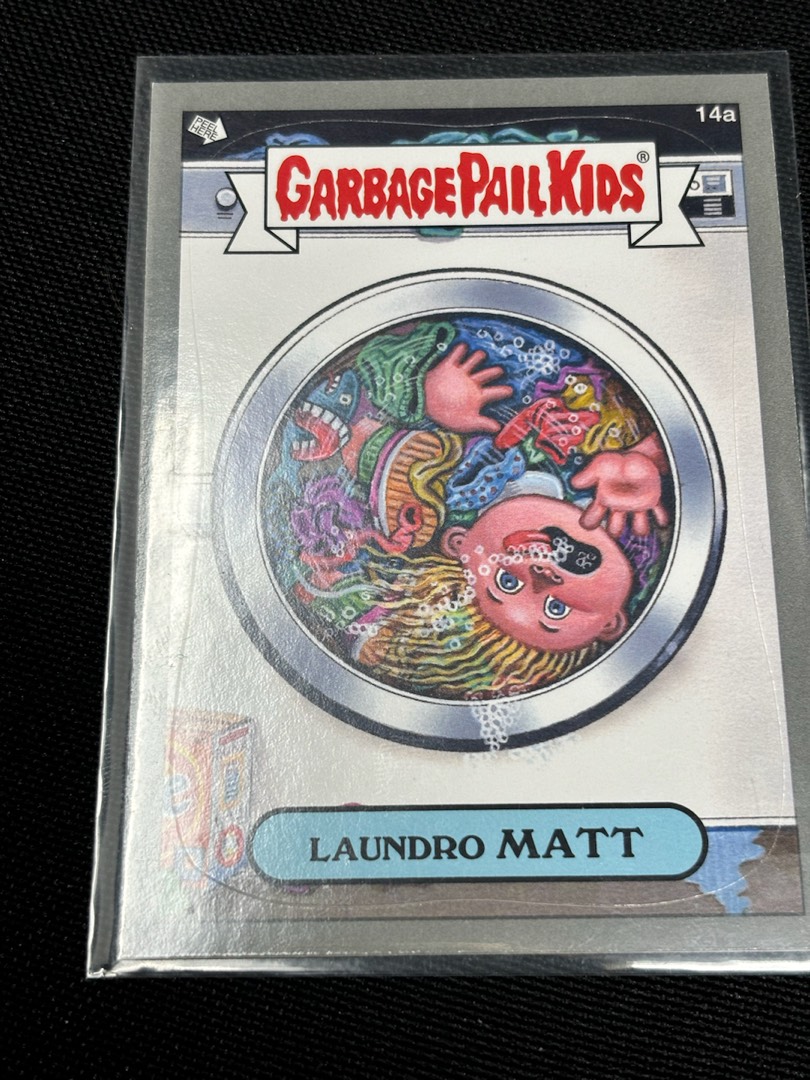 PEEL
HERE
14a
GARBAGE PAIL KIDS®
LAUNDRO MATT